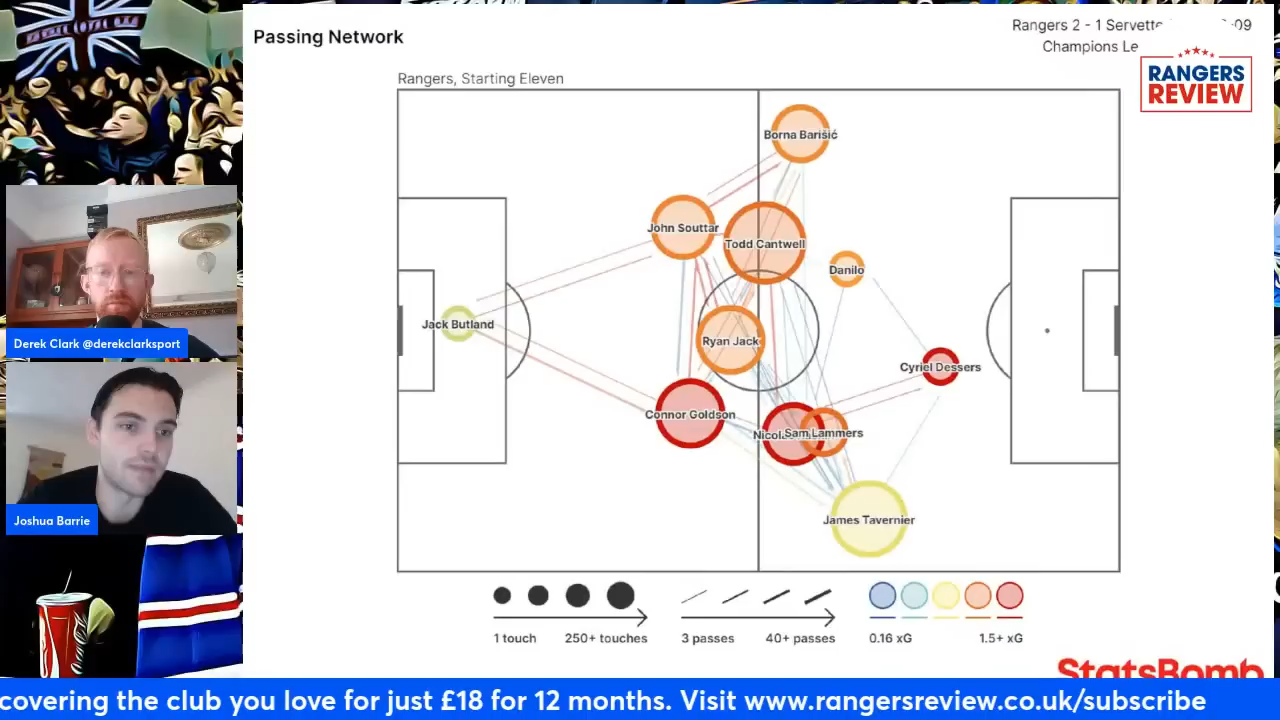 Passing Network
Rangers 2 - 1 Servette -09
Champions Le
RANGERS
REVIEW
Rangers, Starting Eleven
Borna Barišić
John Souttar
Todd Cantwell
Danilo
Jack Butland
Ryan Jack
Cyriel Dessers
Connor Goldson
Sam Lammers
James Tavernier
Derek Clark @derekclarksport
Joshua Barrie
1 touch 250+ touches 3 passes 40+ passes 0.16 xG 1.5+ xG
StatsBomb
covering the club you love for just £18 for 12 months. Visit www.rangersreview.co.uk/subscribe